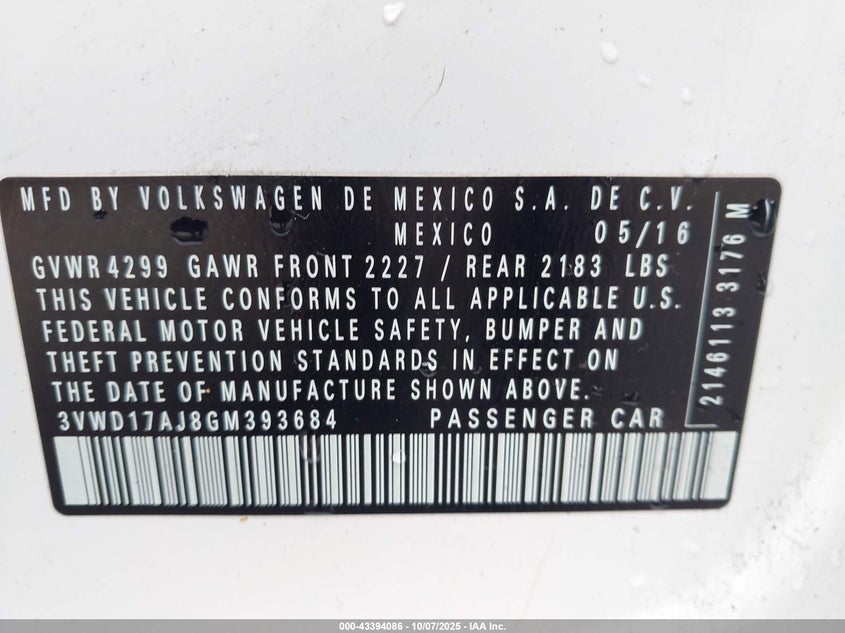 MFD BY VOLKSWAGEN DE MEXICO S.A. DE C.V.
MEXICO 05/16
GVWR 4299 GAWR FRONT 2227 / REAR 2183 LBS
THIS VEHICLE CONFORMS TO ALL APPLICABLE U.S.
FEDERAL MOTOR VEHICLE SAFETY, BUMPER AND
THEFT PREVENTION STANDARDS IN EFFECT ON
THE DATE OF MANUFACTURE SHOWN ABOVE.
3VWD17AJ8GM393684 PASSENGER CAR
2146113 3176 M
000-43394086 - 10/07/2025 - IAA Inc.